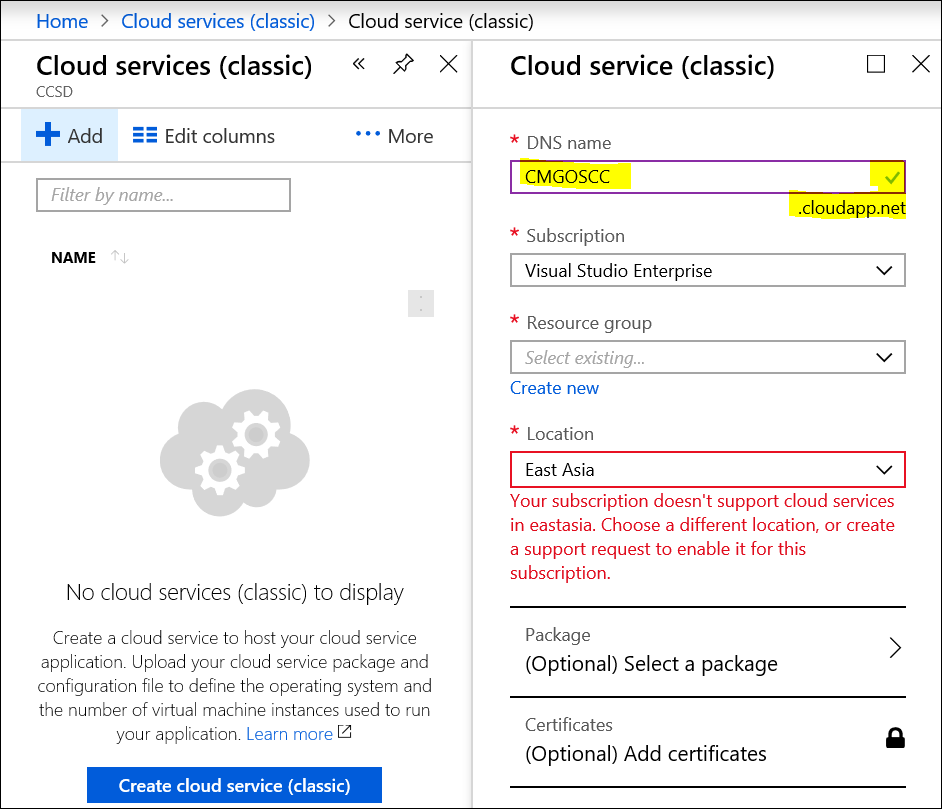 Home > Cloud services (classic) > Cloud service (classic)
Cloud services (classic)
CCSD
Add
Edit columns
More
Filter by name...
NAME
No cloud services (classic) to display
Create a cloud service to host your cloud service
application. Upload your cloud service package and
configuration file to define the operating system and
the number of virtual machine instances used to run
your application. Learn more
Create cloud service (classic)
Cloud service (classic)
* DNS name
CMGOSCC
.cloudapp.net
* Subscription
Visual Studio Enterprise
* Resource group
Select existing...
Create new
* Location
East Asia
Your subscription doesn't support cloud services
in eastasia. Choose a different location, or create
a support request to enable it for this
subscription.
Package
(Optional) Select a package
Certificates
(Optional) Add certificates